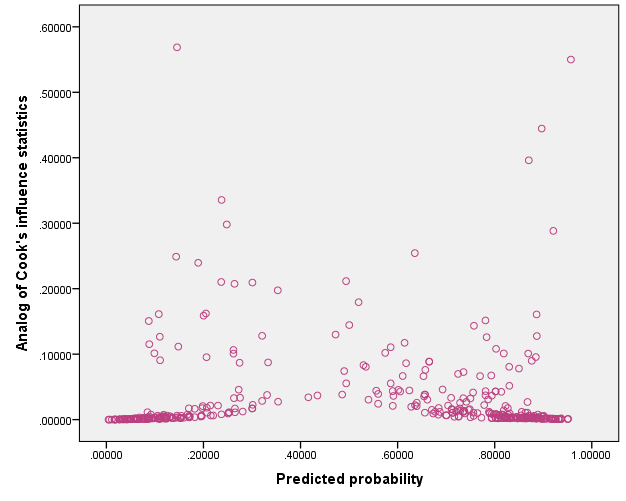 Analog of Cook's influence statistics
.60000
.50000
.40000
.30000
.20000
.10000
.00000
.00000 .20000 .40000 .60000 .80000 1.00000
Predicted probability